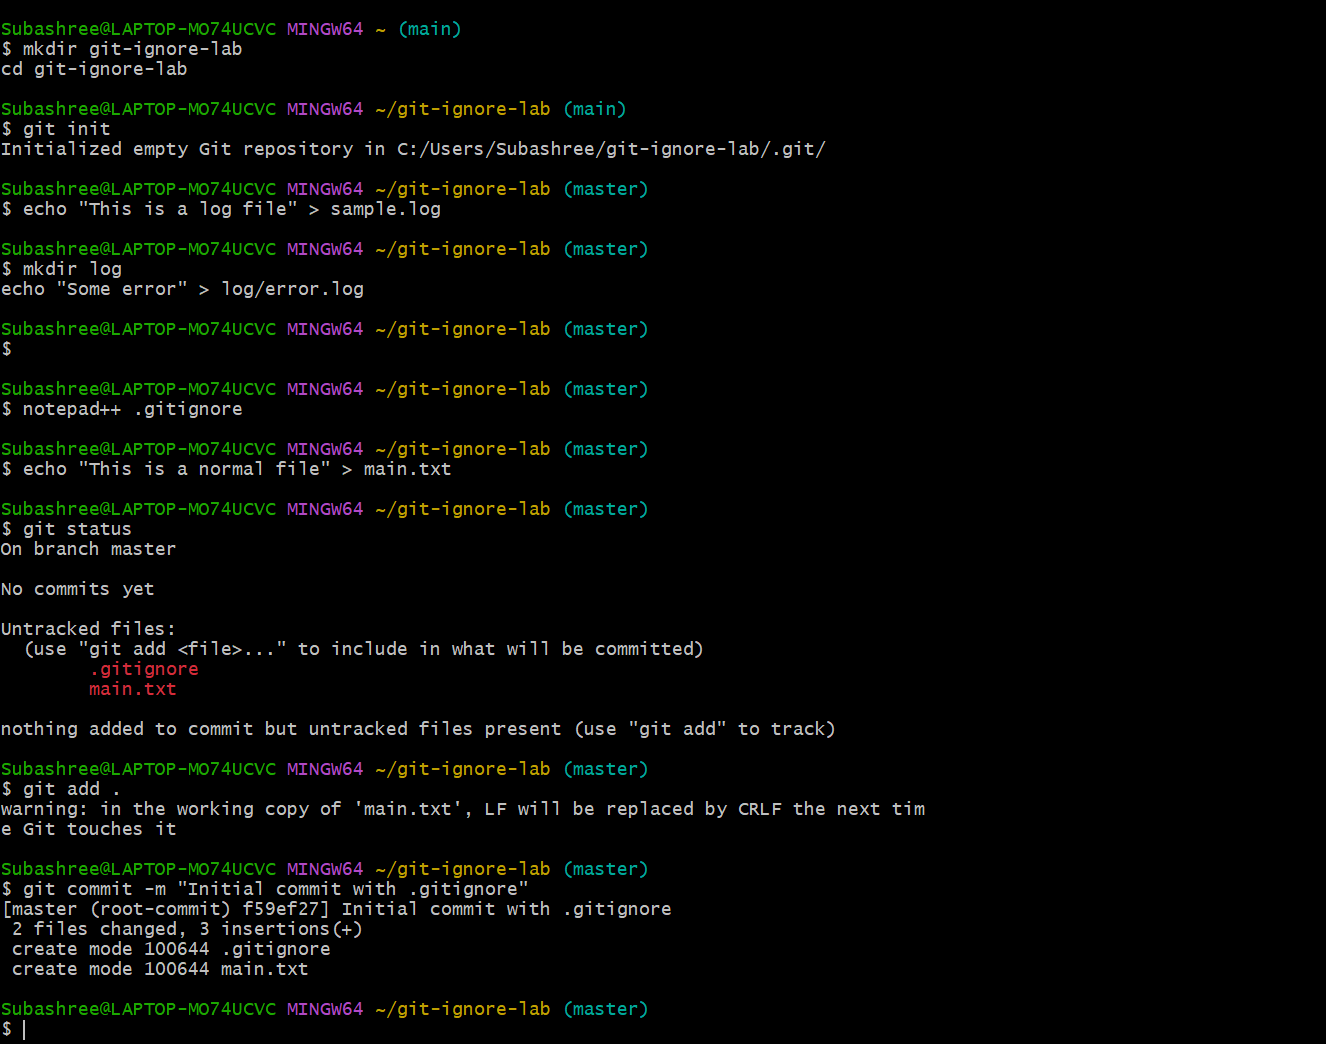 Subashree@LAPTOP-MO74UCVC MINGW64 ~ (main)
$ mkdir git-ignore-lab
cd git-ignore-lab
Subashree@LAPTOP-MO74UCVC MINGW64 ~/git-ignore-lab (main)
$ git init
Initialized empty Git repository in C:/Users/Subashree/git-ignore-lab/.git/
Subashree@LAPTOP-MO74UCVC MINGW64 ~/git-ignore-lab (master)
$ echo "This is a log file" > sample.log
Subashree@LAPTOP-MO74UCVC MINGW64 ~/git-ignore-lab (master)
$ mkdir log
echo "Some error" > log/error.log
Subashree@LAPTOP-MO74UCVC MINGW64 ~/git-ignore-lab (master)
$
Subashree@LAPTOP-MO74UCVC MINGW64 ~/git-ignore-lab (master)
$ notepad++ .gitignore
Subashree@LAPTOP-MO74UCVC MINGW64 ~/git-ignore-lab (master)
$ echo "This is a normal file" > main.txt
Subashree@LAPTOP-MO74UCVC MINGW64 ~/git-ignore-lab (master)
$ git status
On branch master
No commits yet
Untracked files:
  (use "git add <file>..." to include in what will be committed)
        .gitignore
        main.txt
nothing added to commit but untracked files present (use "git add" to track)
Subashree@LAPTOP-MO74UCVC MINGW64 ~/git-ignore-lab (master)
$ git add .
warning: in the working copy of 'main.txt', LF will be replaced by CRLF the next tim
e Git touches it
Subashree@LAPTOP-MO74UCVC MINGW64 ~/git-ignore-lab (master)
$ git commit -m "Initial commit with .gitignore"
[master (root-commit) f59ef27] Initial commit with .gitignore
 2 files changed, 3 insertions(+)
 create mode 100644 .gitignore
 create mode 100644 main.txt
Subashree@LAPTOP-MO74UCVC MINGW64 ~/git-ignore-lab (master)
$